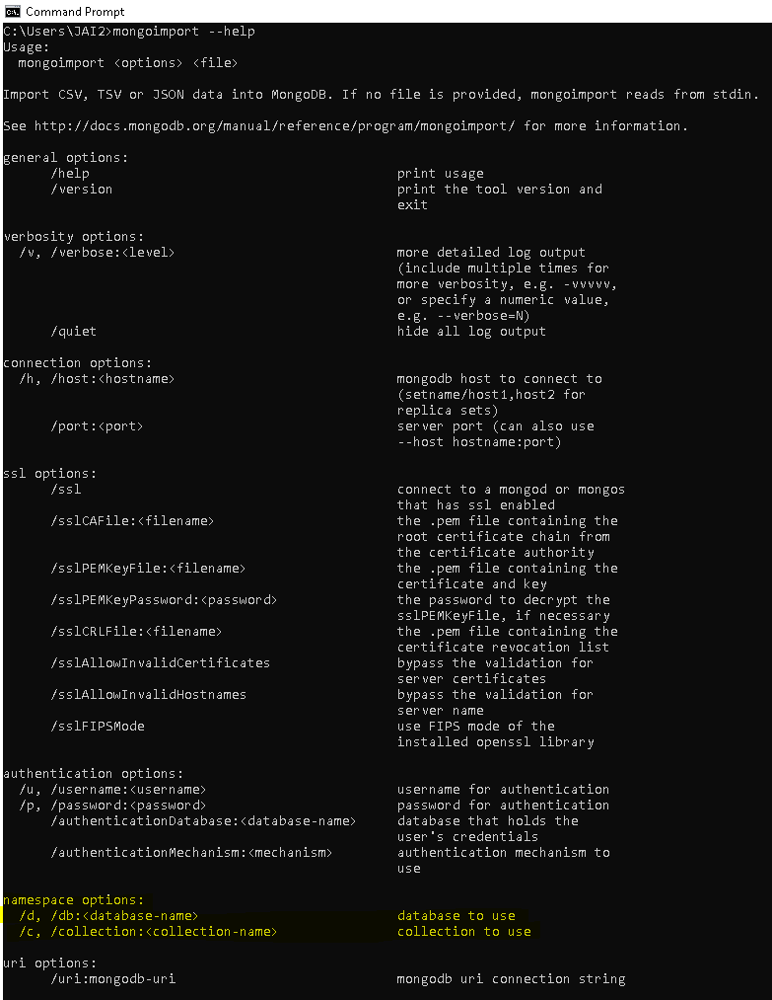 Command Prompt
C:\Users\JAI2>mongoimport --help
Usage:
  mongoimport <options> <file>

Import CSV, TSV or JSON data into MongoDB. If no file is provided, mongoimport reads from stdin.

See http://docs.mongodb.org/manual/reference/program/mongoimport/ for more information.

general options:
      /help                                       print usage
      /version                                    print the tool version and
                                                  exit

verbosity options:
  /v, /verbose:<level>                            more detailed log output
                                                  (include multiple times for
                                                  more verbosity, e.g. -vvvvv,
                                                  or specify a numeric value,
                                                  e.g. --verbose=N)
      /quiet                                      hide all log output

connection options:
  /h, /host:<hostname>                            mongodb host to connect to
                                                  (setname/host1,host2 for
                                                  replica sets)
      /port:<port>                                server port (can also use
                                                  --host hostname:port)

ssl options:
      /ssl                                        connect to a mongod or mongos
                                                  that has ssl enabled
      /sslCAFile:<filename>                       the .pem file containing the
                                                  root certificate chain from
                                                  the certificate authority
      /sslPEMKeyFile:<filename>                   the .pem file containing the
                                                  certificate and key
      /sslPEMKeyPassword:<password>               the password to decrypt the
                                                  sslPEMKeyFile, if necessary
      /sslCRLFile:<filename>                      the .pem file containing the
                                                  certificate revocation list
      /sslAllowInvalidCertificates                bypass the validation for
                                                  server certificates
      /sslAllowInvalidHostnames                   bypass the validation for
                                                  server name
      /sslFIPSMode                                use FIPS mode of the
                                                  installed openssl library

authentication options:
  /u, /username:<username>                        username for authentication
  /p, /password:<password>                        password for authentication
      /authenticationDatabase:<database-name>     database that holds the
                                                  user's credentials
      /authenticationMechanism:<mechanism>        authentication mechanism to
                                                  use

namespace options:
  /d, /db:<database-name>                         database to use
  /c, /collection:<collection-name>               collection to use

uri options:
      /uri:mongodb-uri                            mongodb uri connection string